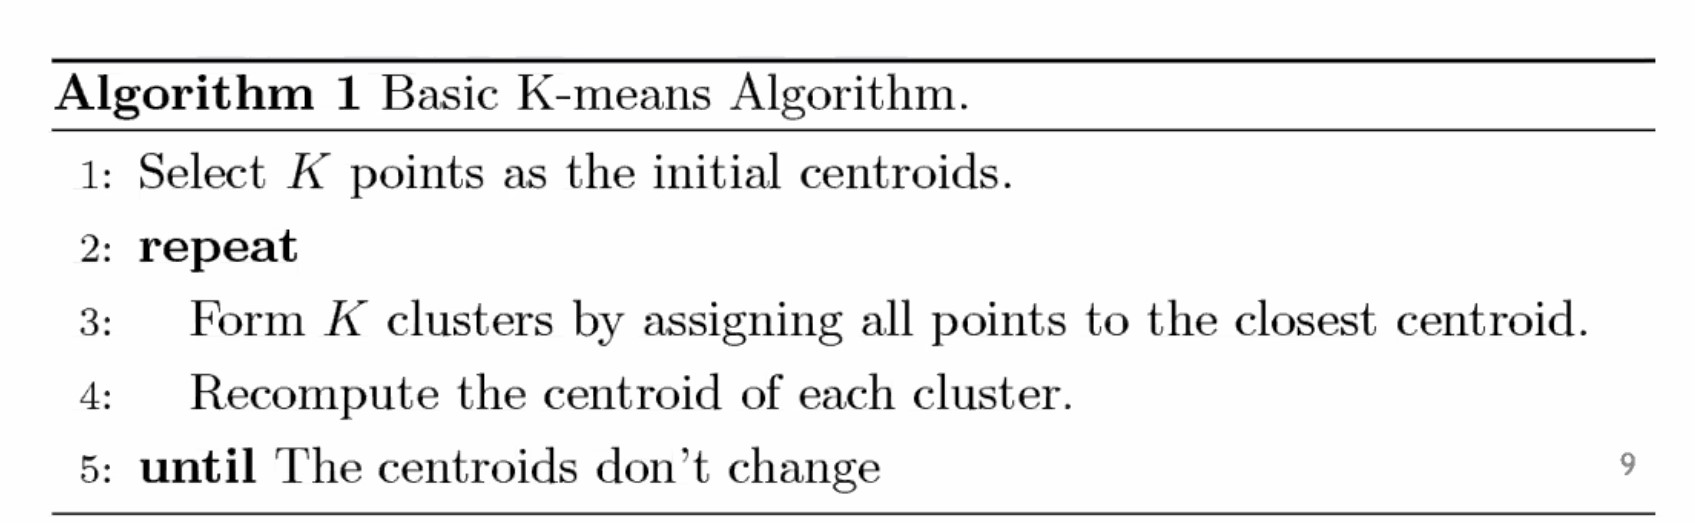 Algorithm 1 Basic K-means Algorithm.
1: Select K points as the initial centroids.
2: repeat
3: Form K clusters by assigning all points to the closest centroid.
4: Recompute the centroid of each cluster.
5: until The centroids don't change
9